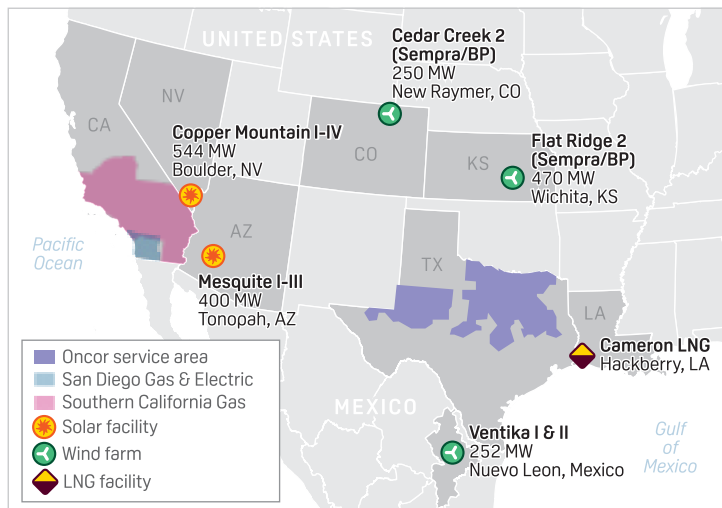 UNITED STATES
Cedar Creek 2
(Sempra/BP)
250 MW
New Raymer, CO
NV
CA
Copper Mountain I-IV
544 MW
Boulder, NV
CO
KS
Flat Ridge 2
(Sempra/BP)
470 MW
Wichita, KS
Pacific
Ocean
AZ
Mesquite I-III
400 MW
Tonopah, AZ
TX
LA
Cameron LNG
Hackberry, LA
Oncor service area
San Diego Gas & Electric
Southern California Gas
Solar facility
Wind farm
LNG facility
MEXICO
Ventika I & II
252 MW
Nuevo Leon, Mexico
Gulf
of
Mexico